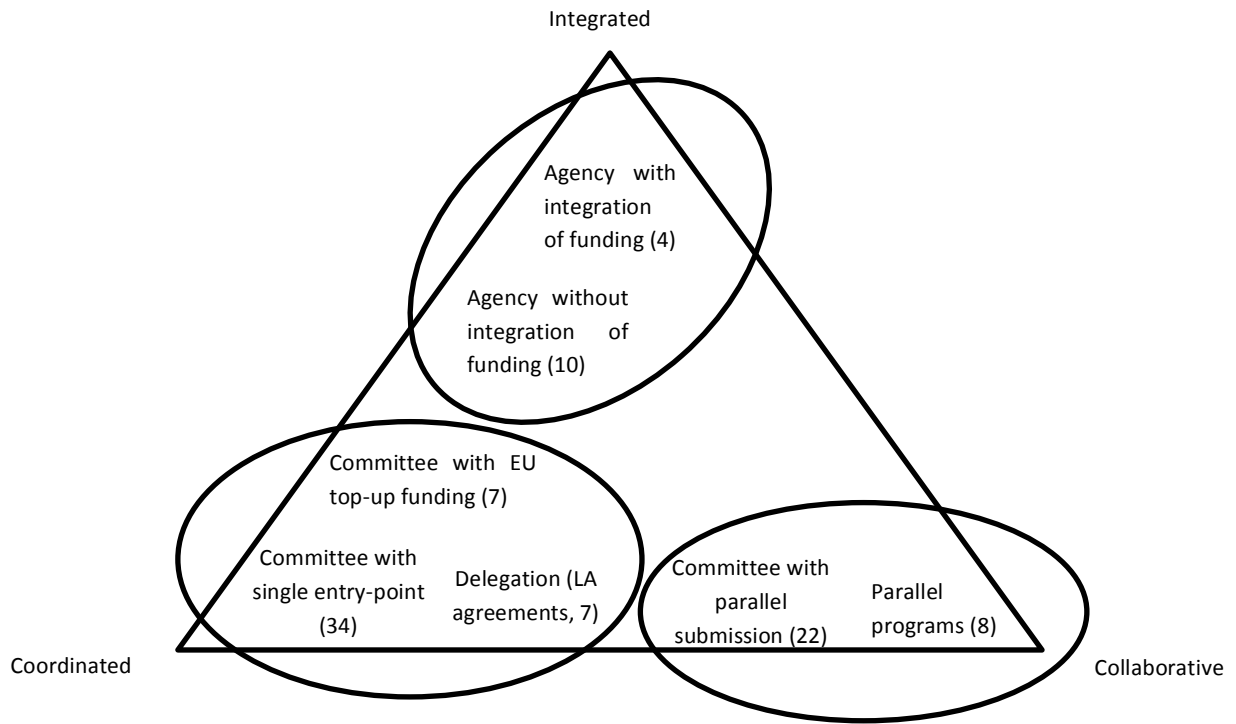 Integrated
Agency with
integration
of funding (4)
Agency without
integration of
funding (10)
Committee with EU
top-up funding (7)
Committee with
single entry-point
(34)
Delegation (LA
agreements, 7)
Committee with
parallel
submission (22)
Parallel
programs (8)
Coordinated
Collaborative